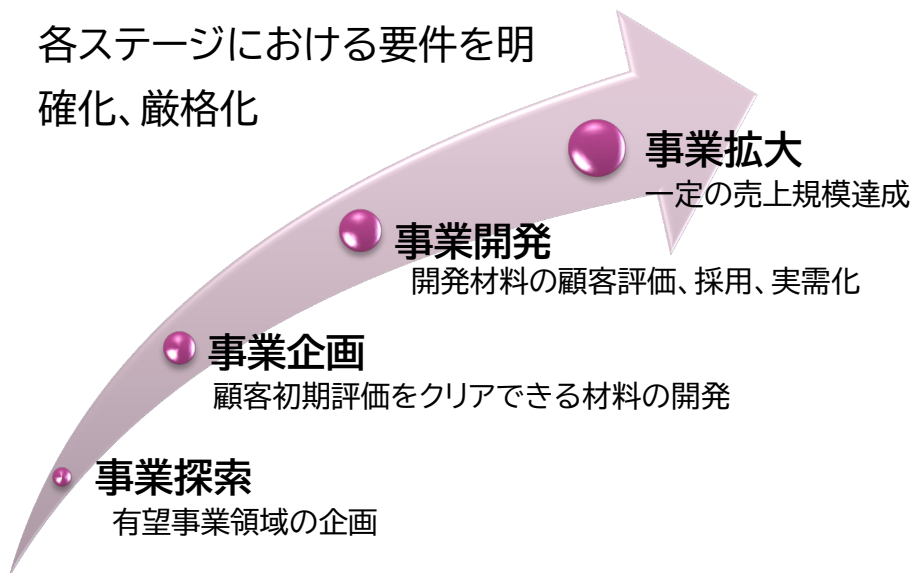 各ステージにおける要件を明
確化、厳格化
事業拡大
一定の売上規模達成
事業開発
開発材料の顧客評価、採用、実需化
事業企画
顧客初期評価をクリアできる材料の開発
事業探索
有望事業領域の企画